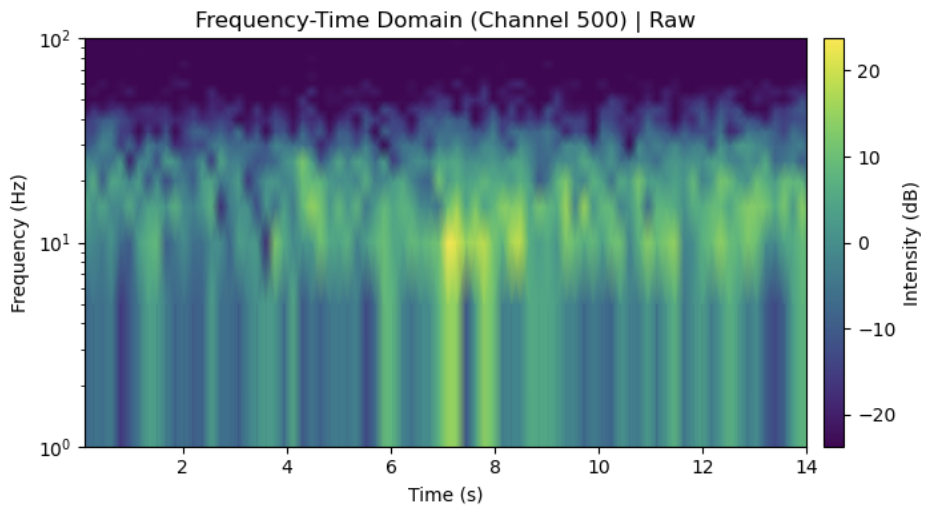 Frequency-Time Domain (Channel 500) | Raw
10²
10¹
10⁰
Frequency (Hz)
2 4 6 8 10 12 14
Time (s)
20
10
0
−10
−20
Intensity (dB)